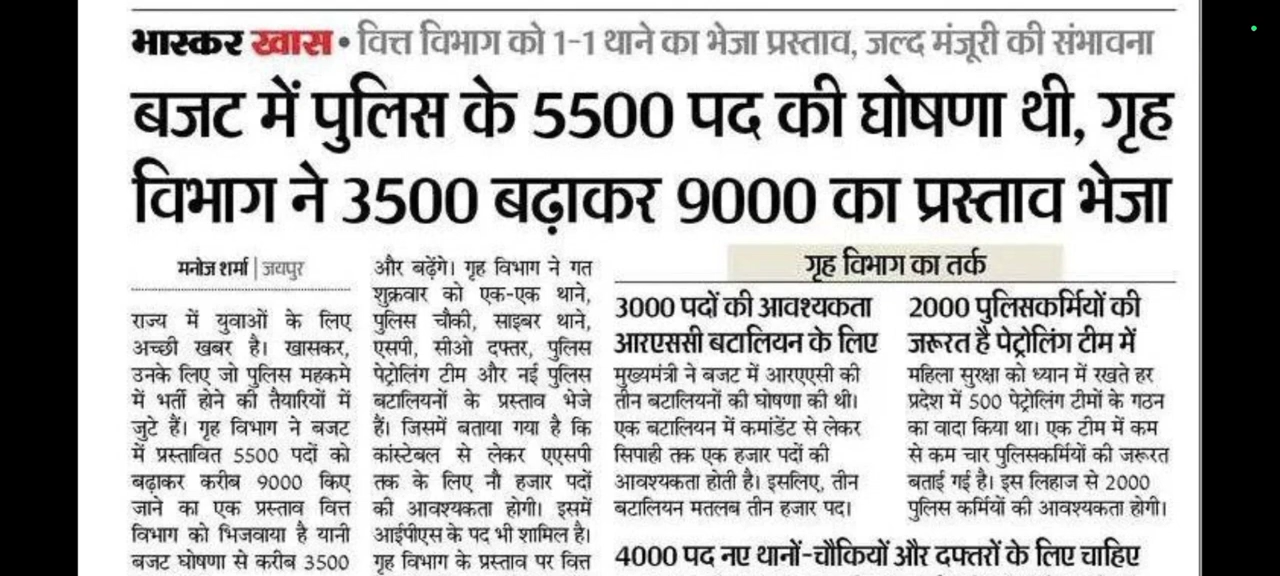 भास्कर खास • वित्त विभाग को 1-1 थाने का भेजा प्रस्ताव, जल्द मंजूरी की संभावना
बजट में पुलिस के 5500 पद की घोषणा थी, गृह
विभाग ने 3500 बढ़ाकर 9000 का प्रस्ताव भेजा
मनोज शर्मा | जयपुर
राज्य में युवाओं के लिए
अच्छी खबर है। खासकर,
उनके लिए जो पुलिस महकमे
में भर्ती होने की तैयारियों में
जुटे हैं। गृह विभाग ने बजट
में प्रस्तावित 5500 पदों को
बढ़ाकर करीब 9000 किए
जाने का एक प्रस्ताव वित्त
विभाग को भिजवाया है यानी
बजट घोषणा से करीब 3500
और बढ़ेंगे। गृह विभाग ने गत
शुक्रवार को एक-एक थाने,
पुलिस चौकी, साइबर थाने,
एसपी, सीओ दफ्तर, पुलिस
पेट्रोलिंग टीम और नई पुलिस
बटालियनों के प्रस्ताव भेजे
हैं। जिसमें बताया गया है कि
कांस्टेबल से लेकर एएसपी
तक के लिए नौ हजार पदों
की आवश्यकता होगी। इसमें
आईपीएस के पद भी शामिल है।
गृह विभाग के प्रस्ताव पर वित्त
गृह विभाग का तर्क
3000 पदों की आवश्यकता
आरएससी बटालियन के लिए
मुख्यमंत्री ने बजट में आरएएसी की
तीन बटालियनों की घोषणा की थी।
एक बटालियन में कमांडेंट से लेकर
सिपाही तक एक हजार पदों की
आवश्यकता होती है। इसलिए, तीन
बटालियन मतलब तीन हजार पद।
2000 पुलिसकर्मियों की
जरूरत है पेट्रोलिंग टीम में
महिला सुरक्षा को ध्यान में रखते हर
प्रदेश में 500 पेट्रोलिंग टीमों के गठन
का वादा किया था। एक टीम में कम
से कम चार पुलिसकर्मियों की जरूरत
बताई गई है। इस लिहाज से 2000
पुलिस कर्मियों की आवश्यकता होगी।
4000 पद नए थानों-चौकियों और दफ्तरों के लिए चाहिए